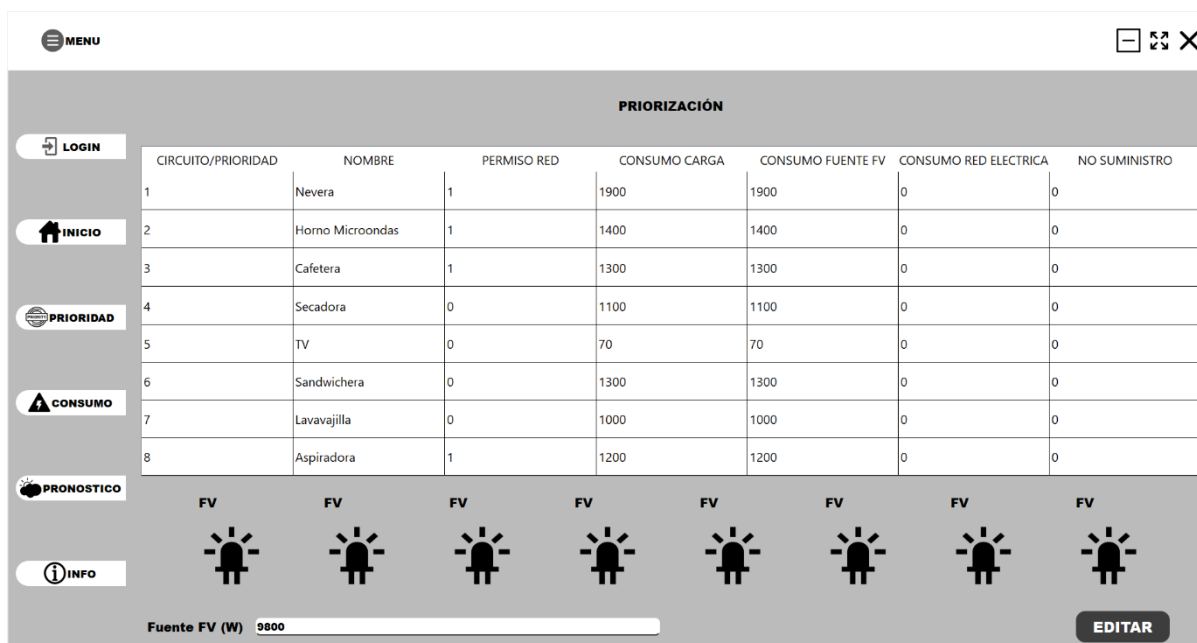 MENU
PRIORIZACIÓN
LOGIN
INICIO
PRIORIDAD
CONSUMO
PRONOSTICO
INFO
CIRCUITO/PRIORIDAD NOMBRE PERMISO RED CONSUMO CARGA CONSUMO FUENTE FV CONSUMO RED ELECTRICA NO SUMINISTRO
1 Nevera 1 1900 1900 0 0
2 Horno Microondas 1 1400 1400 0 0
3 Cafetera 1 1300 1300 0 0
4 Secadora 0 1100 1100 0 0
5 TV 0 70 70 0 0
6 Sandwichera 0 1300 1300 0 0
7 Lavavajilla 0 1000 1000 0 0
8 Aspiradora 1 1200 1200 0 0
FV FV FV FV FV FV FV FV
Fuente FV (W) 9800
EDITAR